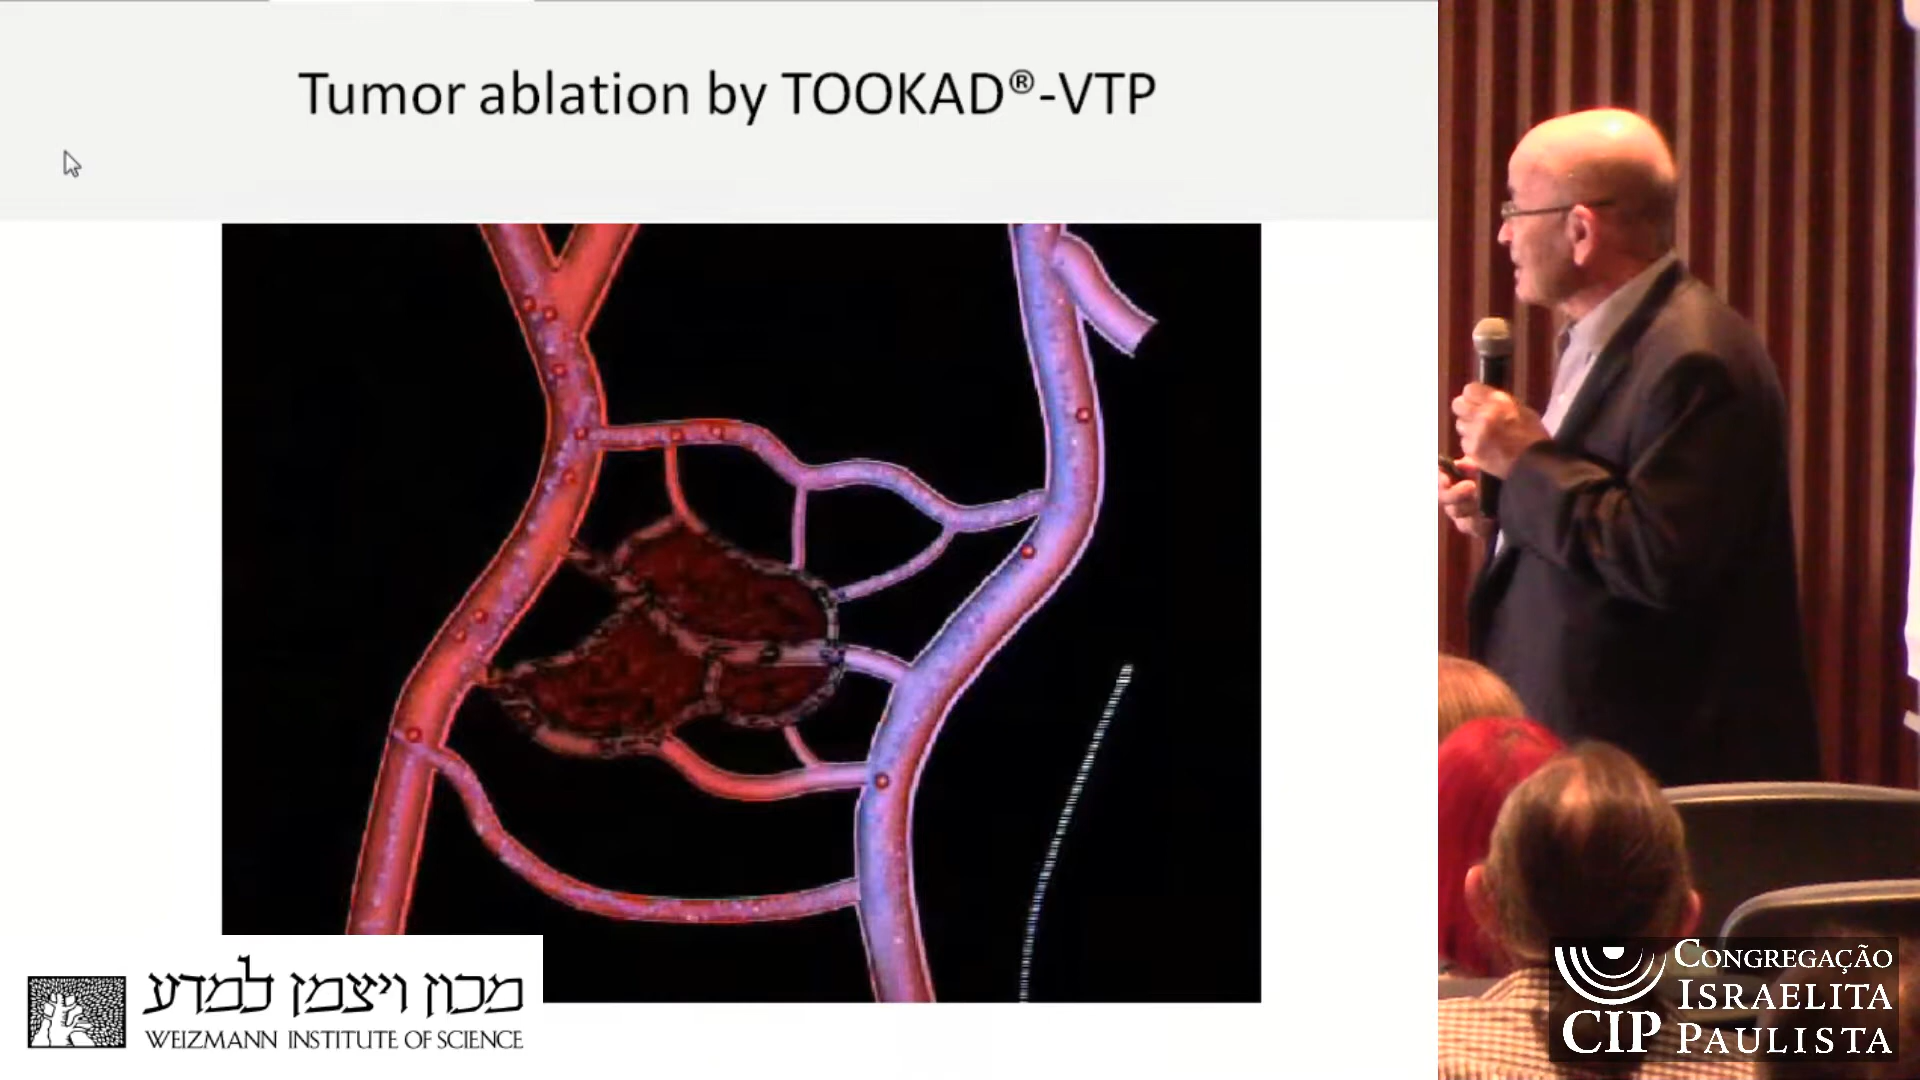 Tumor ablation by TOOKAD®-VTP
מכון ויצמן למדע
WEIZMANN INSTITUTE OF SCIENCE
CONGREGAÇÃO
ISRAELITA
CIP PAULISTA